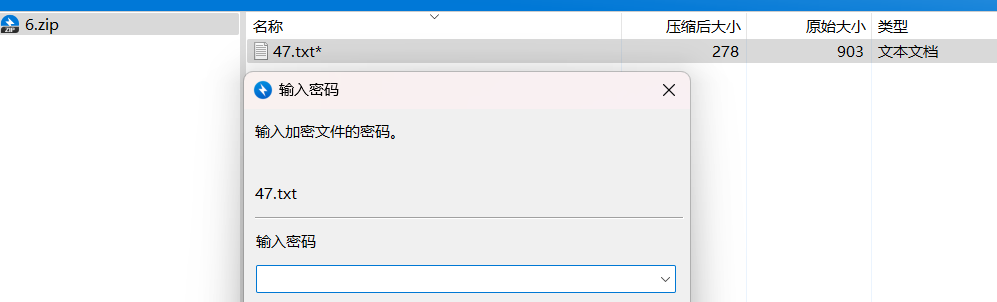 6.zip
名称 压缩后大小 原始大小 类型
47.txt* 278 903 文本文档
输入密码
输入加密文件的密码。
47.txt
输入密码